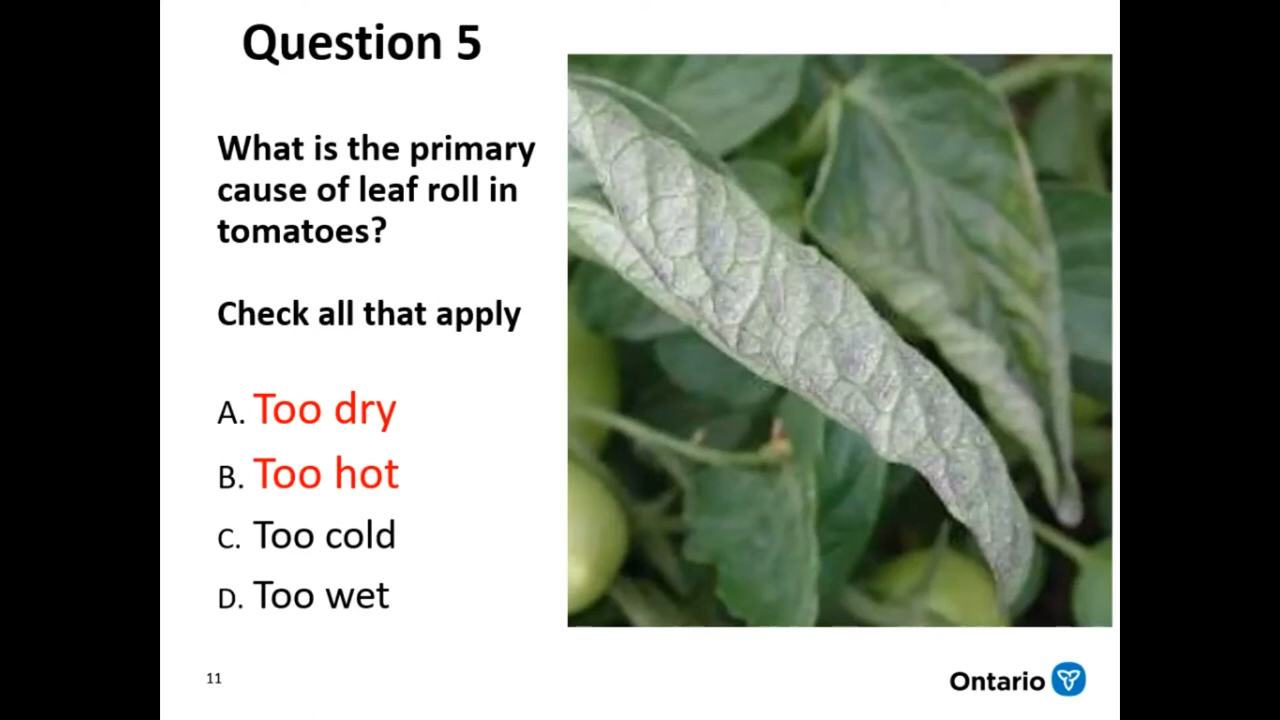 Question 5
What is the primary
cause of leaf roll in
tomatoes?
Check all that apply
A. Too dry
B. Too hot
C. Too cold
D. Too wet
11
Ontario